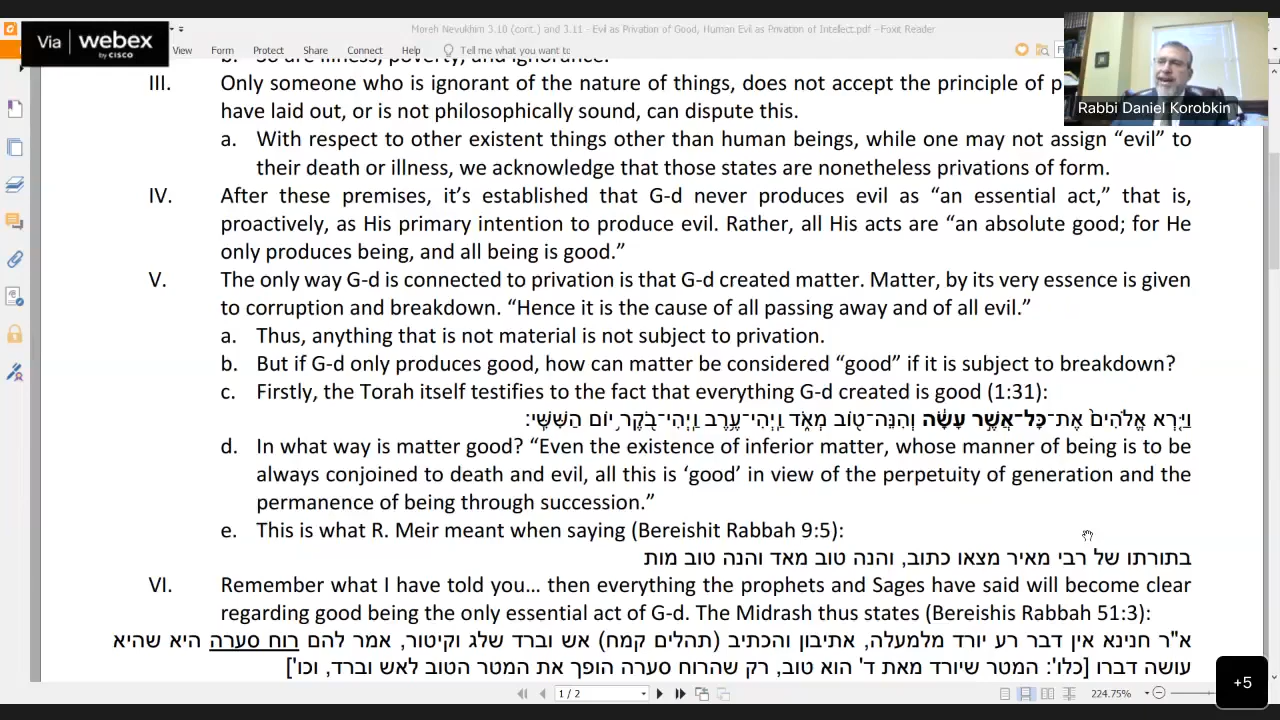 Moreh Nevukhim 3.10 (cont.) and 3.11 - Evil as Privation of Good, Human Evil as Privation of Intellect.pdf - Foxit Reader
Via webex
by CISCO
View Form Protect Share Connect Help Tell me what you want to
Rabbi Daniel Korobkin
b. So are illness, poverty, and ignorance.
III. Only someone who is ignorant of the nature of things, does not accept the principle of
have laid out, or is not philosophically sound, can dispute this.
a. With respect to other existent things other than human beings, while one may not assign “evil” to
their death or illness, we acknowledge that those states are nonetheless privations of form.
IV. After these premises, it’s established that G-d never produces evil as “an essential act,” that is,
proactively, as His primary intention to produce evil. Rather, all His acts are “an absolute good; for He
only produces being, and all being is good.”
V. The only way G-d is connected to privation is that G-d created matter. Matter, by its very essence is given
to corruption and breakdown. “Hence it is the cause of all passing away and of all evil.”
a. Thus, anything that is not material is not subject to privation.
b. But if G-d only produces good, how can matter be considered “good” if it is subject to breakdown?
c. Firstly, the Torah itself testifies to the fact that everything G-d created is good (1:31):
וַיַּ֤רְא אֱלֹהִים֙ אֶת־כׇּל־אֲשֶׁ֣ר עָשָׂ֔ה וְהִנֵּה־ט֖וֹב מְאֹ֑ד וַֽיְהִי־עֶ֥רֶב וַֽיְהִי־בֹ֖קֶר י֥וֹם הַשִּׁשִּֽׁי׃
d. In what way is matter good? “Even the existence of inferior matter, whose manner of being is to be
always conjoined to death and evil, all this is ‘good’ in view of the perpetuity of generation and the
permanence of being through succession.”
e. This is what R. Meir meant when saying (Bereishit Rabbah 9:5):
בתורתו של רבי מאיר מצאו כתוב, והנה טוב מאד והנה טוב מות
VI. Remember what I have told you… then everything the prophets and Sages have said will become clear
regarding good being the only essential act of G-d. The Midrash thus states (Bereishis Rabbah 51:3):
א"ר חנינא אין דבר רע יורד מלמעלה, אתיבון והכתיב (תהלים קמח) אש וברד שלג וקיטור, אמר להם רוח סערה היא שהיא
עושה דברו [כלו': המטר שיורד מאת ד' הוא טוב, רק שהרוח סערה הופך את המטר הטוב לאש וברד, וכו']
1 / 2 224.75%
+5